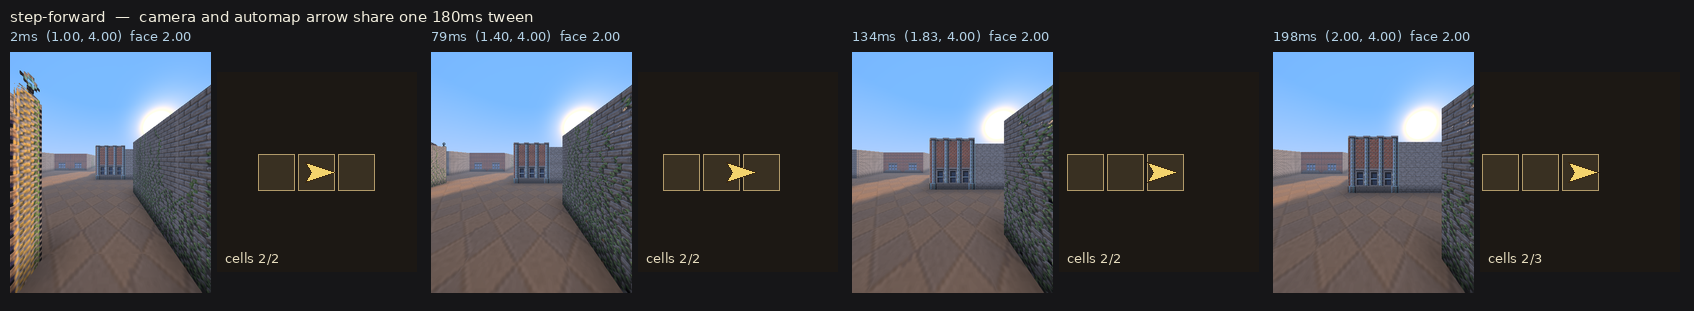 step-forward — camera and automap arrow share one 180ms tween
2ms (1.00, 4.00) face 2.00
79ms (1.40, 4.00) face 2.00
134ms (1.83, 4.00) face 2.00
198ms (2.00, 4.00) face 2.00
cells 2/2
cells 2/2
cells 2/2
cells 2/3